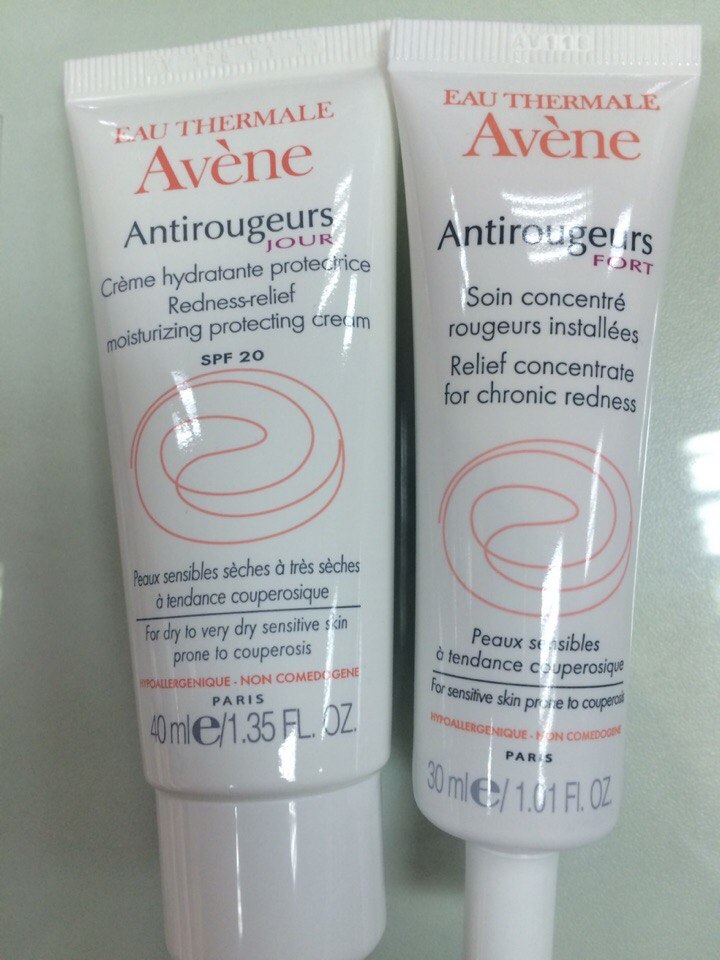 EAU THERMALE
Avène
Antirougeurs
JOUR
Crème hydratante protectrice
Redness-relief
moisturizing protecting cream
SPF 20
Peaux sensibles sèches à très sèches
à tendance couperosique
For dry to very dry sensitive skin
prone to couperosis
HYPOALLERGENIQUE - NON COMEDOGENE
PARIS
40 ml e/1.35 FL. OZ.
EAU THERMALE
Avène
Antirougeurs
FORT
Soin concentré
rougeurs installées
Relief concentrate
for chronic redness
Peaux sensibles
à tendance couperosique
For sensitive skin prone to couperosis
HYPOALLERGENIQUE - NON COMEDOGENE
PARIS
30 ml e/ 1.01 Fl. OZ